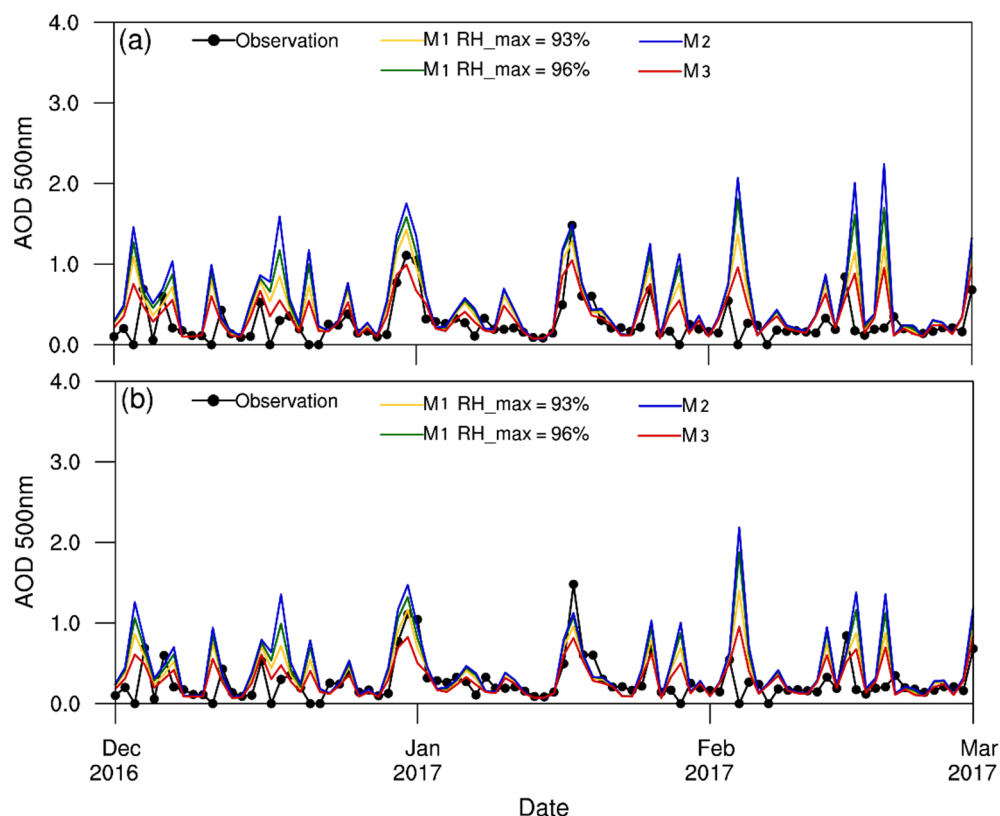 (a) Observation M1 RH_max = 93% M2
M1 RH_max = 96% M3
4.0
3.0
2.0
1.0
0.0
AOD 500nm
(b) Observation M1 RH_max = 93% M2
M1 RH_max = 96% M3
4.0
3.0
2.0
1.0
0.0
AOD 500nm
Dec Jan Feb Mar
2016 2017 2017 2017
Date